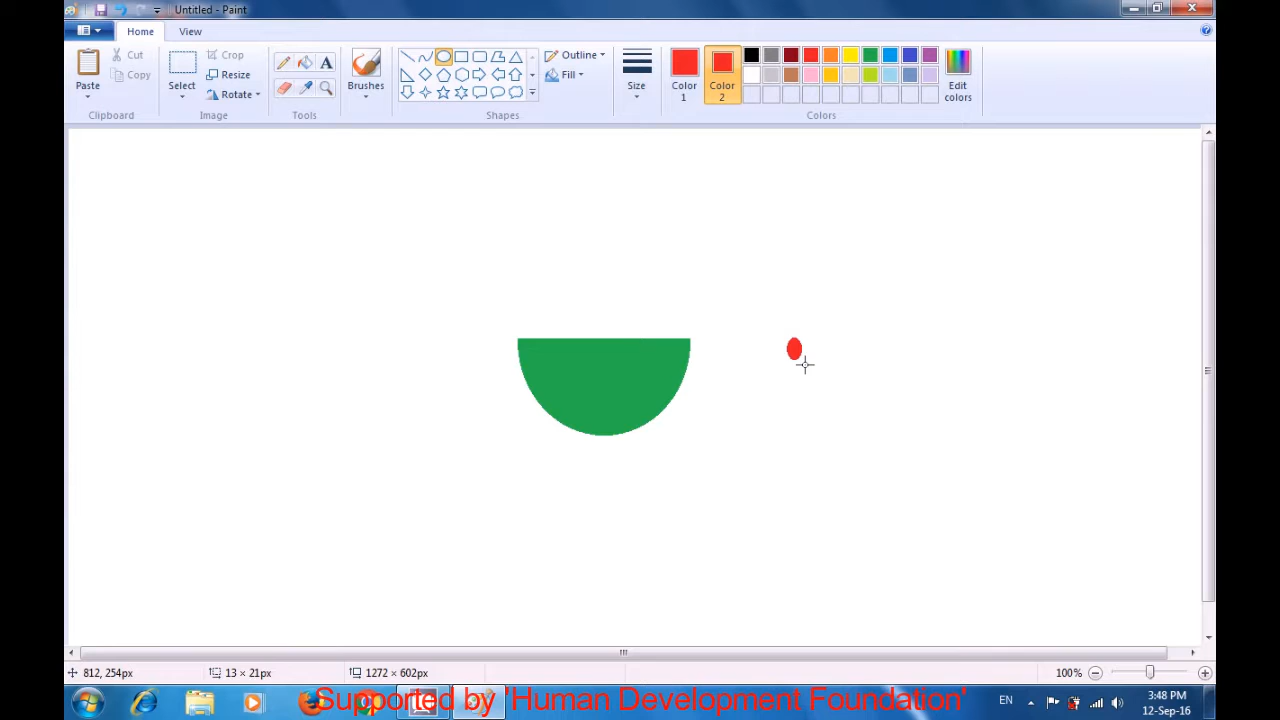 Untitled - Paint
Home View
Paste
Cut
Copy
Clipboard
Select
Crop
Resize
Rotate
Image
A
Tools
Brushes
Outline
Fill
Shapes
Size
Color 1
Color 2
Edit colors
Colors
812, 254px
13 × 21px
1272 × 602px
100%
Supported by 'Human Development Foundation'
EN
3:48 PM
12-Sep-16